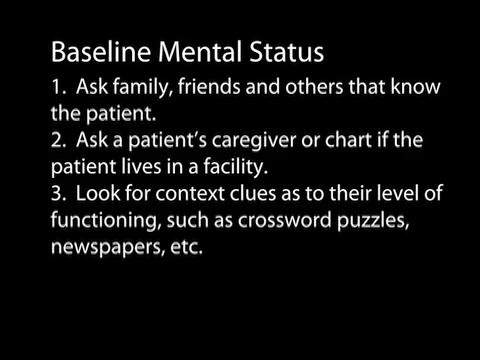 Baseline Mental Status
1.  Ask family, friends and others that know
the patient.
2.  Ask a patient’s caregiver or chart if the
patient lives in a facility.
3.  Look for context clues as to their level of
functioning, such as crossword puzzles,
newspapers, etc.